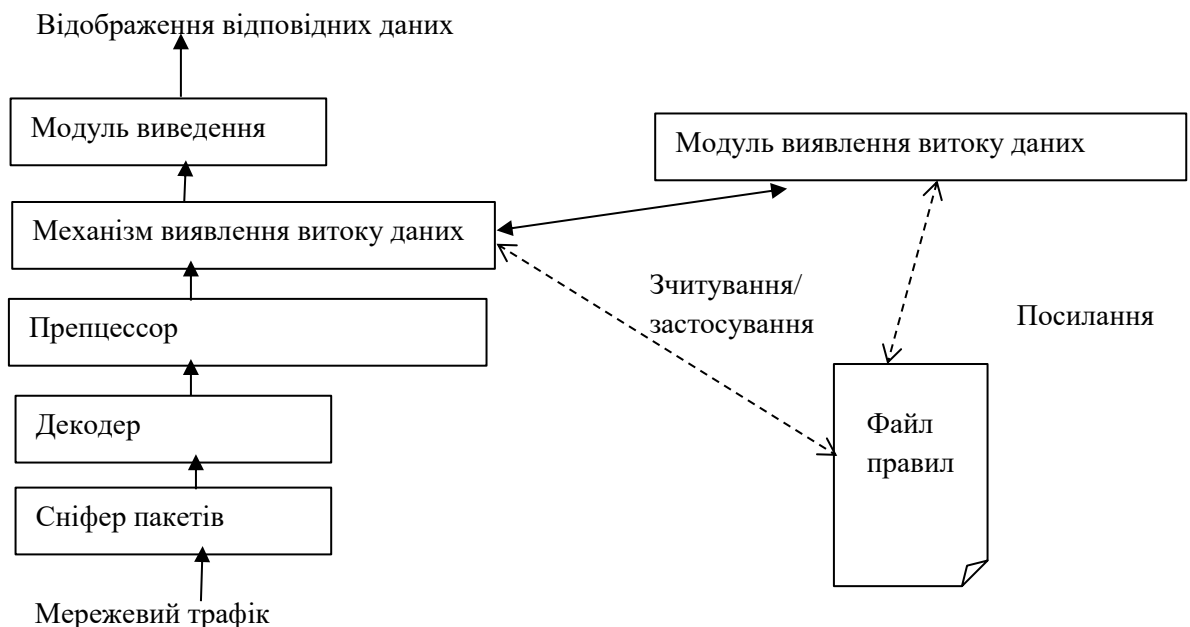 Відображення відповідних даних
Модуль виведення
Модуль виявлення витоку даних
Механізм виявлення витоку даних
Зчитування/
застосування
Посилання
Препцессор
Декодер
Файл
правил
Сніфер пакетів
Мережевий трафік